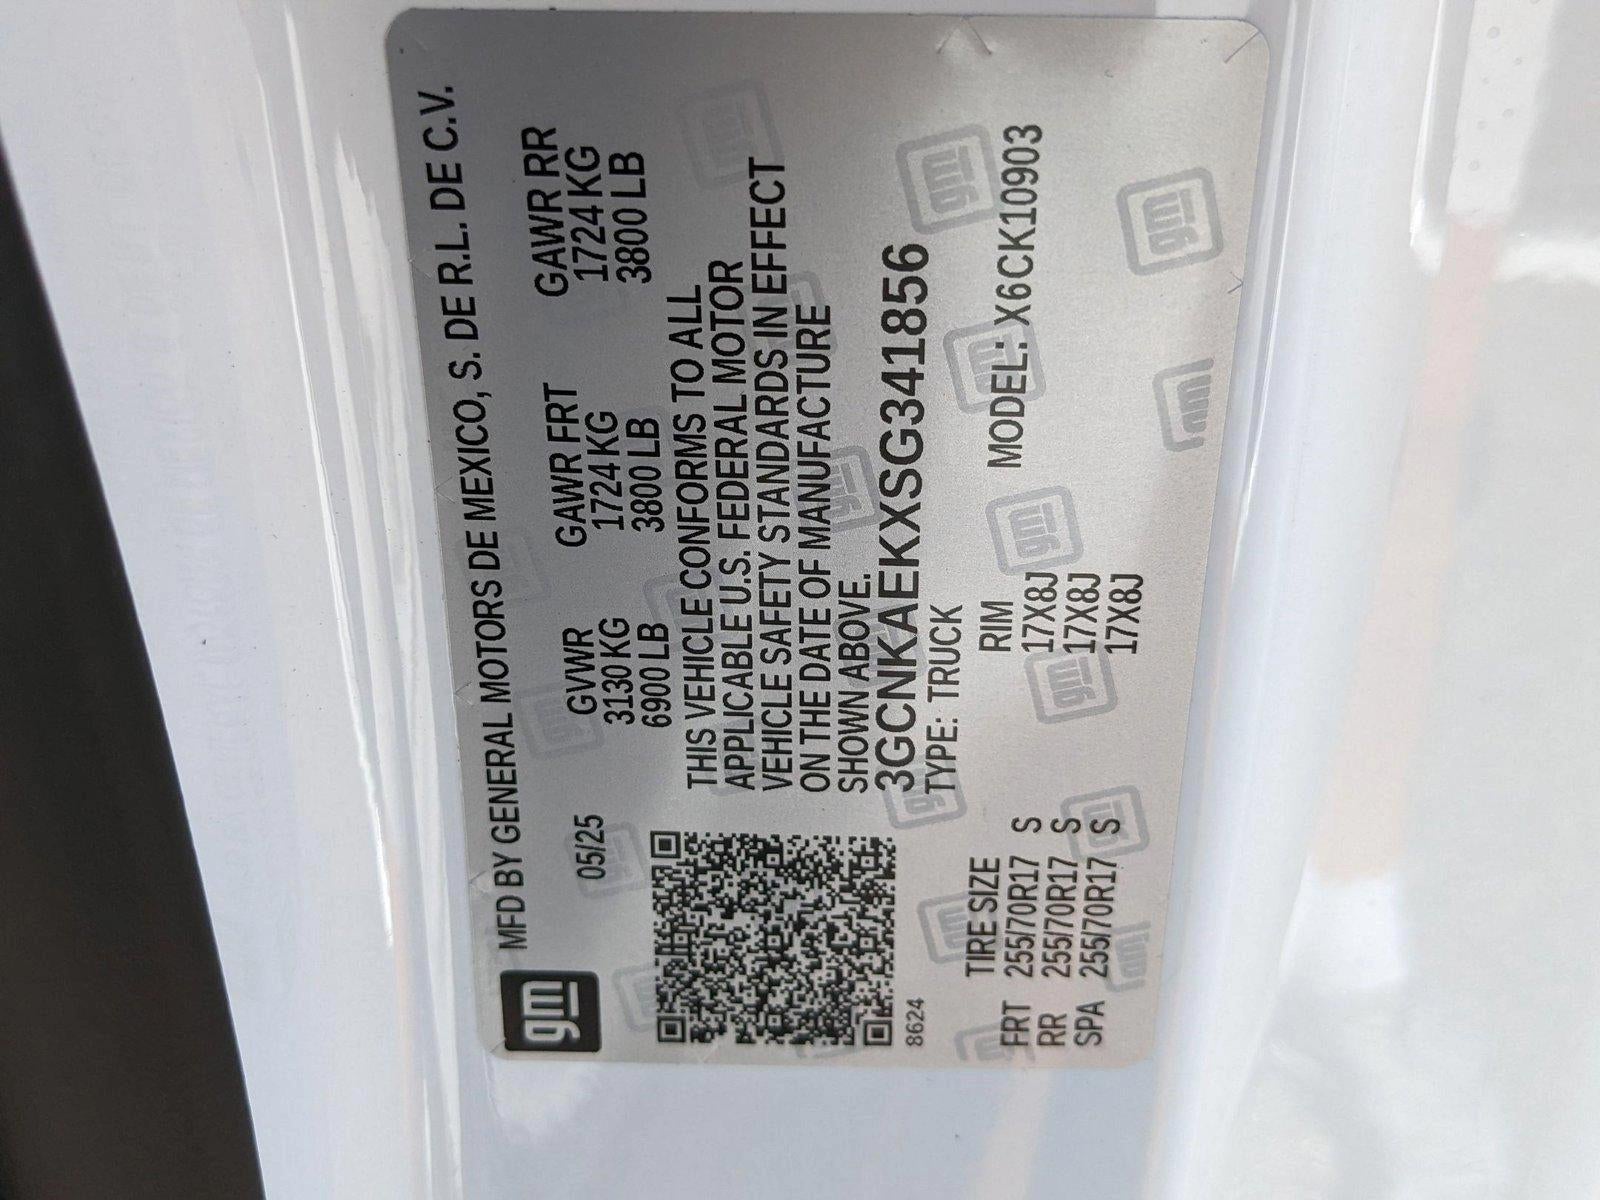 gm
MFD BY GENERAL MOTORS DE MEXICO, S. DE R.L. DE C.V.
05/25
GVWR GAWR FRT GAWR RR
3130 KG 1724 KG 1724 KG
6900 LB 3800 LB 3800 LB
THIS VEHICLE CONFORMS TO ALL
APPLICABLE U.S. FEDERAL MOTOR
VEHICLE SAFETY STANDARDS IN EFFECT
ON THE DATE OF MANUFACTURE
SHOWN ABOVE.
3GCNKAEKXSG341856
8624
TYPE: TRUCK
TIRE SIZE RIM MODEL: X6CK10903
FRT 255/70R17 S 17X8J
RR 255/70R17 S 17X8J
SPA 255/70R17 S 17X8J